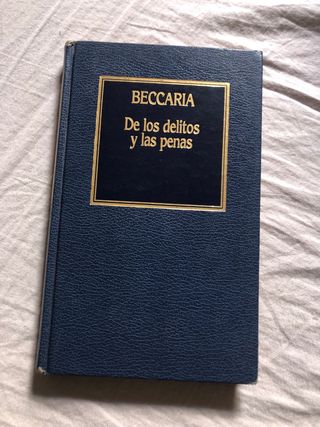 BECCARIA
De los delitos
y las penas